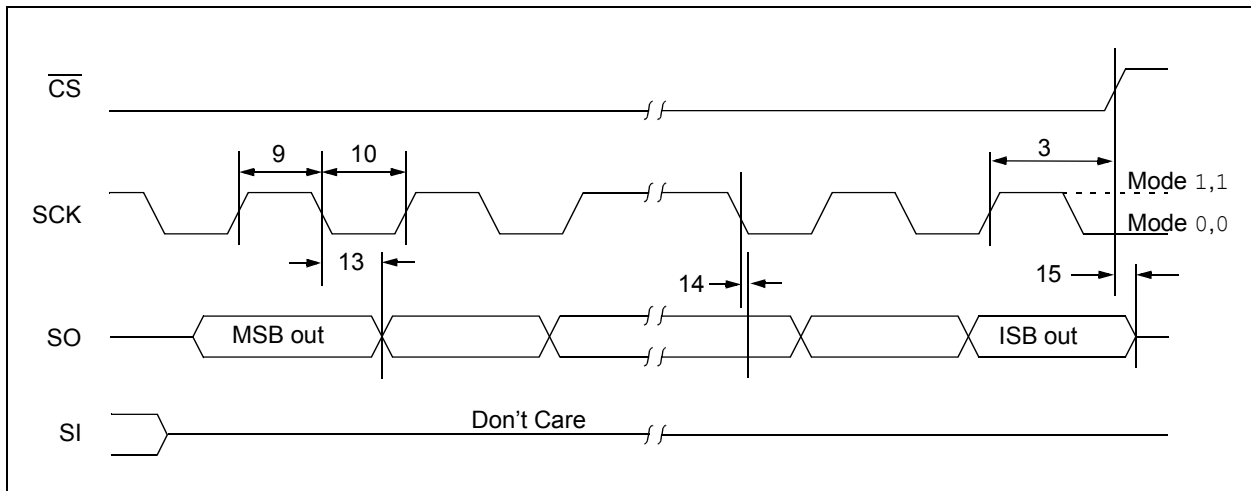 CS
9
10
3
SCK
Mode 1,1
Mode 0,0
13
14
15
SO
MSB out
ISB out
SI
Don't Care